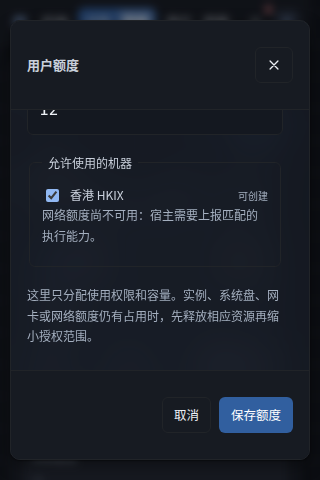 用户额度
12
允许使用的机器
香港 HKIX
可创建
网络额度尚不可用：宿主需要上报匹配的
执行能力。
这里只分配使用权限和容量。实例、系统盘、网
卡或网络额度仍有占用时，先释放相应资源再缩
小授权范围。
取消
保存额度